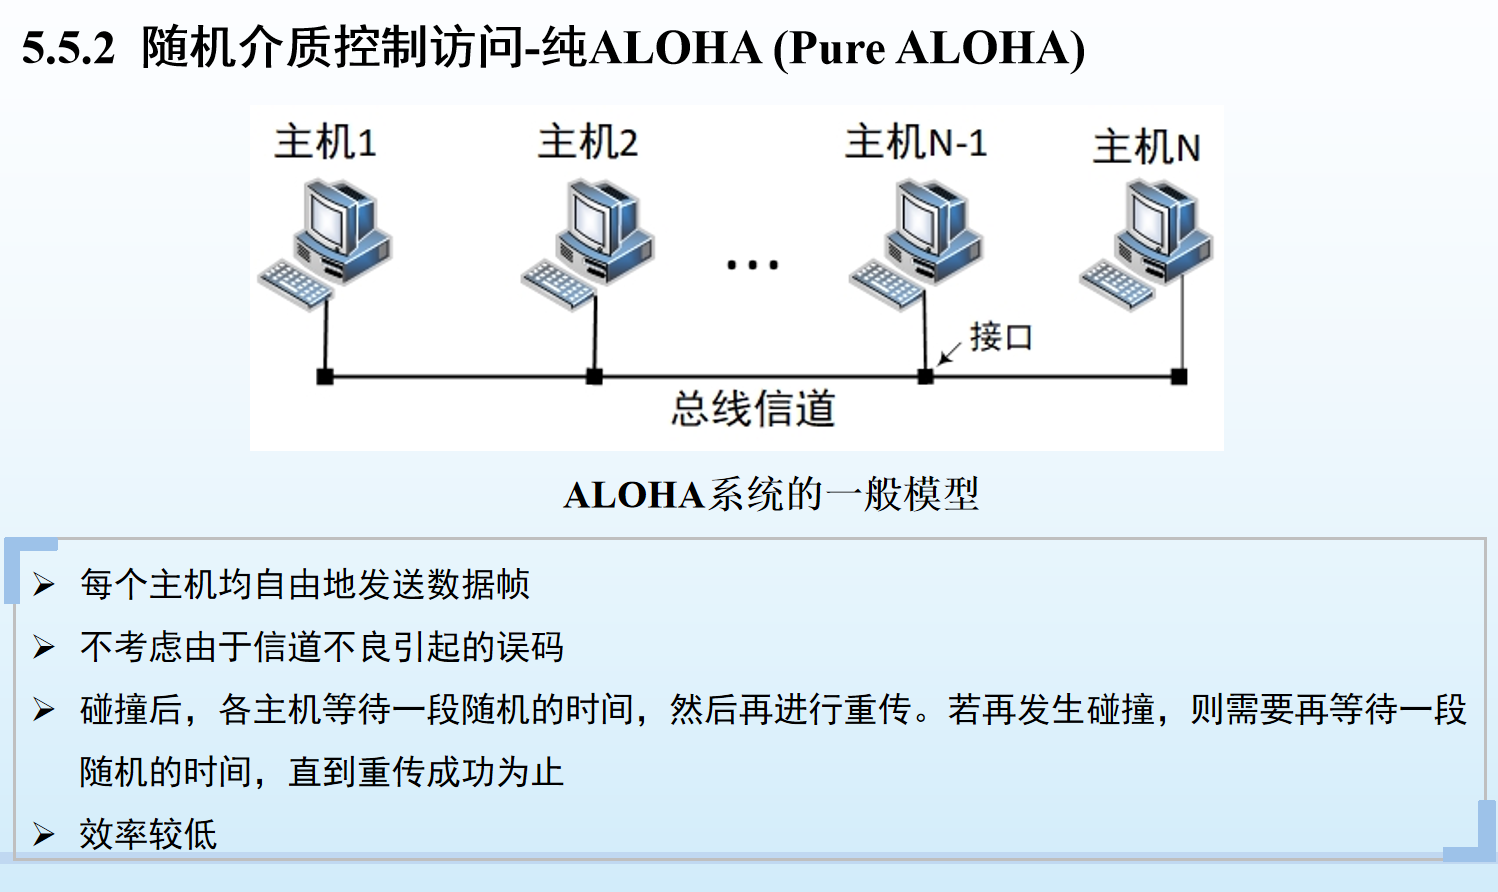 5.5.2 随机介质控制访问-纯ALOHA (Pure ALOHA)
主机1
主机2
主机N-1
主机N
...
接口
总线信道
ALOHA系统的一般模型
➢ 每个主机均自由地发送数据帧
➢ 不考虑由于信道不良引起的误码
➢ 碰撞后，各主机等待一段随机的时间，然后再进行重传。若再发生碰撞，则需要再等待一段
随机的时间，直到重传成功为止
➢ 效率较低